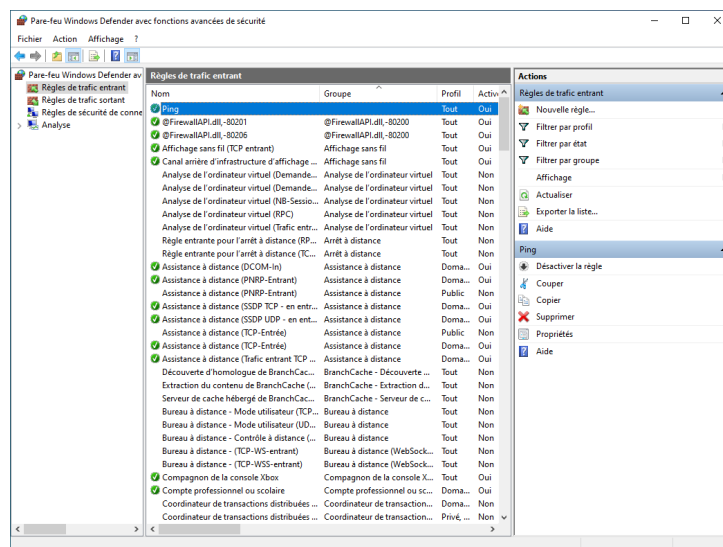 Pare-feu Windows Defender avec fonctions avancées de sécurité
Fichier Action Affichage ?
Pare-feu Windows Defender av
Règles de trafic entrant
Règles de trafic sortant
Règles de sécurité de conne
Analyse
Règles de trafic entrant
Nom Groupe Profil Activé
Ping Tout Oui
@FirewallAPI.dll,-80201 @FirewallAPI.dll,-80200 Tout Oui
@FirewallAPI.dll,-80206 @FirewallAPI.dll,-80200 Tout Oui
Affichage sans fil (TCP entrant) Affichage sans fil Tout Oui
Canal arrière d'infrastructure d'affichage ... Affichage sans fil Tout Oui
Analyse de l'ordinateur virtuel (Demande... Analyse de l'ordinateur virtuel Tout Non
Analyse de l'ordinateur virtuel (Demande... Analyse de l'ordinateur virtuel Tout Non
Analyse de l'ordinateur virtuel (NB-Sessio... Analyse de l'ordinateur virtuel Tout Non
Analyse de l'ordinateur virtuel (RPC) Analyse de l'ordinateur virtuel Tout Non
Analyse de l'ordinateur virtuel (Trafic entr... Analyse de l'ordinateur virtuel Tout Non
Règle entrante pour l'arrêt à distance (RP... Arrêt à distance Tout Non
Règle entrante pour l'arrêt à distance (TC... Arrêt à distance Tout Non
Assistance à distance (DCOM-In) Assistance à distance Doma... Oui
Assistance à distance (PNRP-Entrant) Assistance à distance Doma... Oui
Assistance à distance (PNRP-Entrant) Assistance à distance Public Non
Assistance à distance (SSDP TCP - en entr... Assistance à distance Doma... Oui
Assistance à distance (SSDP UDP - en ent... Assistance à distance Doma... Oui
Assistance à distance (TCP-Entrée) Assistance à distance Public Non
Assistance à distance (TCP-Entrée) Assistance à distance Doma... Oui
Assistance à distance (Trafic entrant TCP ... Assistance à distance Doma... Oui
Découverte d'homologue de BranchCac... BranchCache - Découverte ... Tout Non
Extraction du contenu de BranchCache (... BranchCache - Extraction d... Tout Non
Serveur de cache hébergé de BranchCac... BranchCache - Serveur de c... Tout Non
Bureau à distance - Mode utilisateur (TCP... Bureau à distance Tout Non
Bureau à distance - Mode utilisateur (UD... Bureau à distance Tout Non
Bureau à distance - Contrôle à distance (... Bureau à distance Tout Non
Bureau à distance - (TCP-WS-entrant) Bureau à distance (WebSock... Tout Non
Bureau à distance - (TCP-WSS-entrant) Bureau à distance (WebSock... Tout Non
Compagnon de la console Xbox Compagnon de la console X... Tout Oui
Compte professionnel ou scolaire Compte professionnel ou sc... Doma... Oui
Coordinateur de transactions distribuées ... Coordinateur de transaction... Doma... Non
Coordinateur de transactions distribuées ... Coordinateur de transaction... Privé, ... Non
Actions
Règles de trafic entrant
Nouvelle règle...
Filtrer par profil
Filtrer par état
Filtrer par groupe
Affichage
Actualiser
Exporter la liste...
Aide
Ping
Désactiver la règle
Couper
Copier
Supprimer
Propriétés
Aide